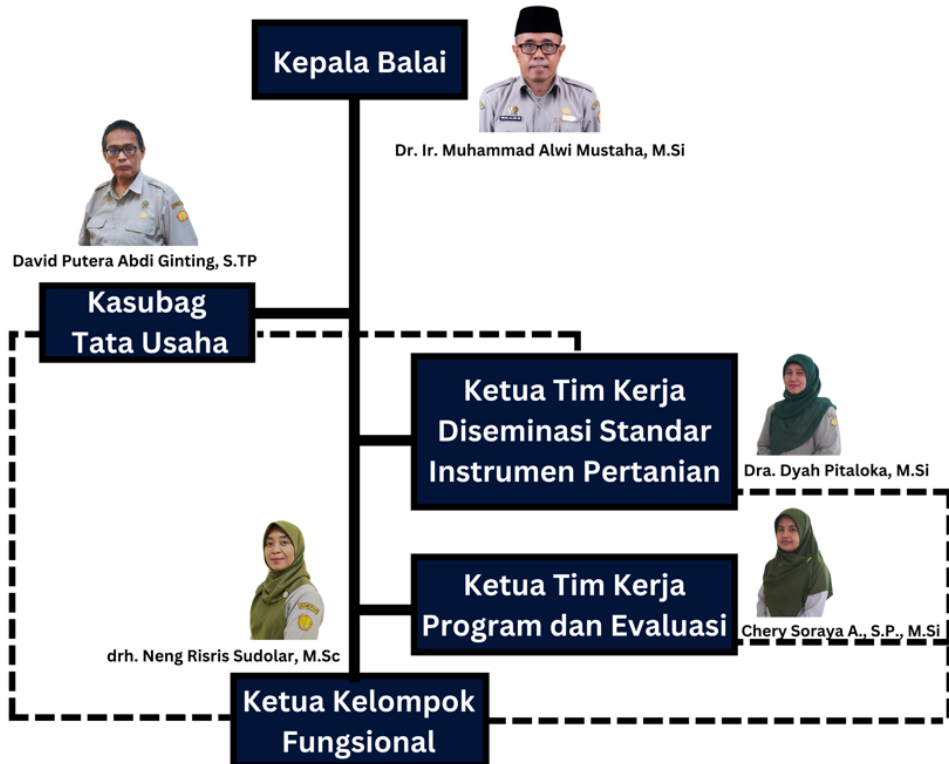 Kepala Balai
Dr. Ir. Muhammad Alwi Mustaha, M.Si
David Putera Abdi Ginting, S.TP
Kasubag
Tata Usaha
Ketua Tim Kerja
Diseminasi Standar
Instrumen Pertanian
Dra. Dyah Pitaloka, M.Si
Ketua Tim Kerja
Program dan Evaluasi
Chery Soraya A., S.P., M.Si
drh. Neng Risris Sudolar, M.Sc
Ketua Kelompok
Fungsional